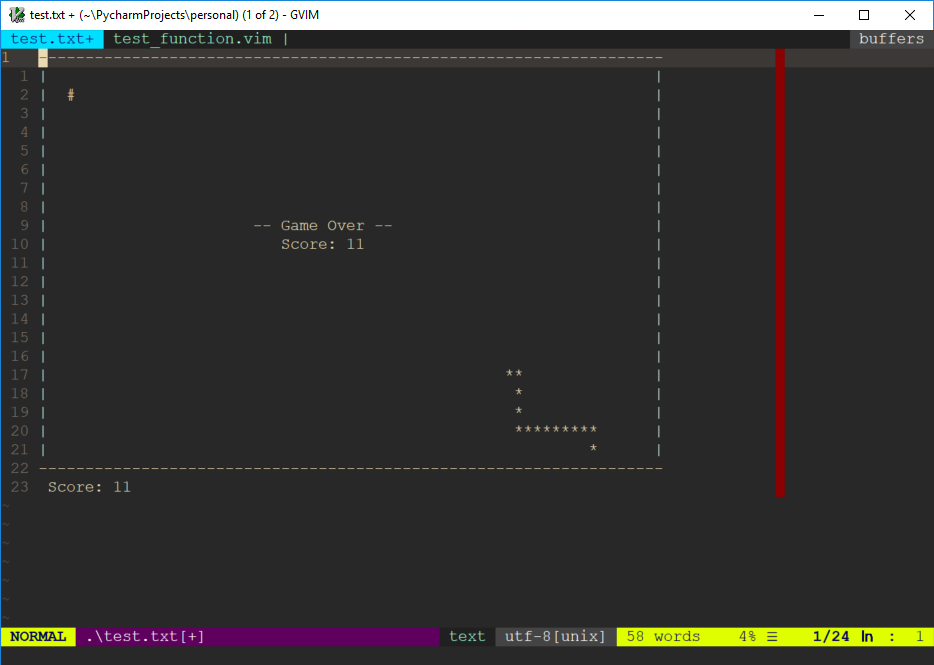 test.txt + (~\PycharmProjects\personal) (1 of 2) - GVIM
test.txt+ test_function.vim | buffers
1 -------------------------------------------------------------------
1 | |
2 | # |
3 | |
4 | |
5 | |
6 | |
7 | |
8 | |
9 | -- Game Over -- |
10 | Score: 11 |
11 | |
12 | |
13 | |
14 | |
15 | |
16 | |
17 | ** |
18 | * |
19 | * |
20 | ********* |
21 | * |
22 -------------------------------------------------------------------
23 Score: 11
~
~
~
~
~
~
~
NORMAL .\test.txt[+] text utf-8[unix] 58 words 4% ☰ 1/24 ln : 1